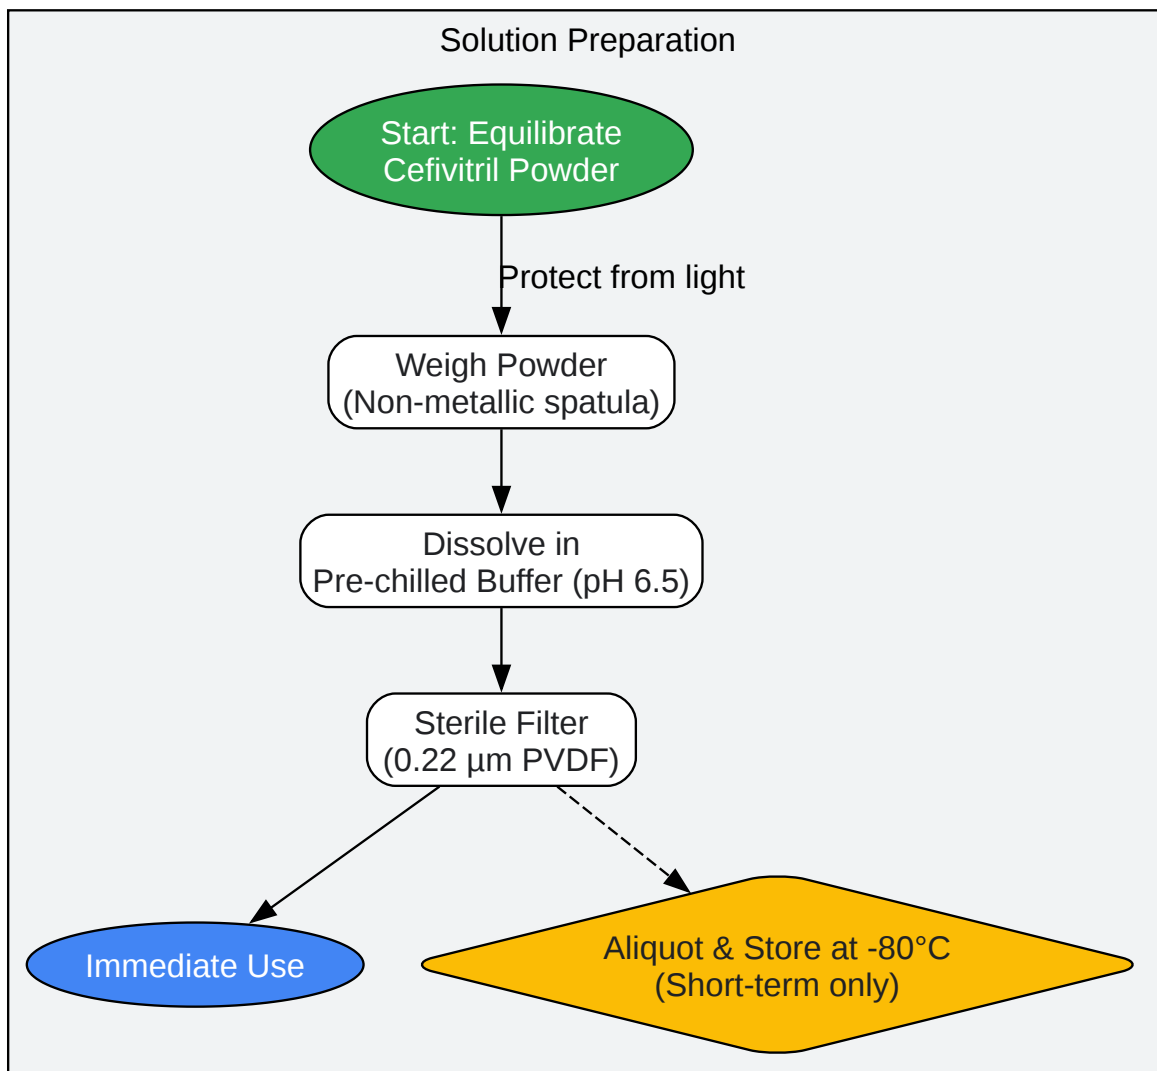 Solution Preparation
Start: Equilibrate
Cefivitril Powder
Protect from light
Weigh Powder
(Non-metallic spatula)
Dissolve in
Pre-chilled Buffer (pH 6.5)
Sterile Filter
(0.22 µm PVDF)
Immediate Use
Aliquot & Store at -80°C
(Short-term only)